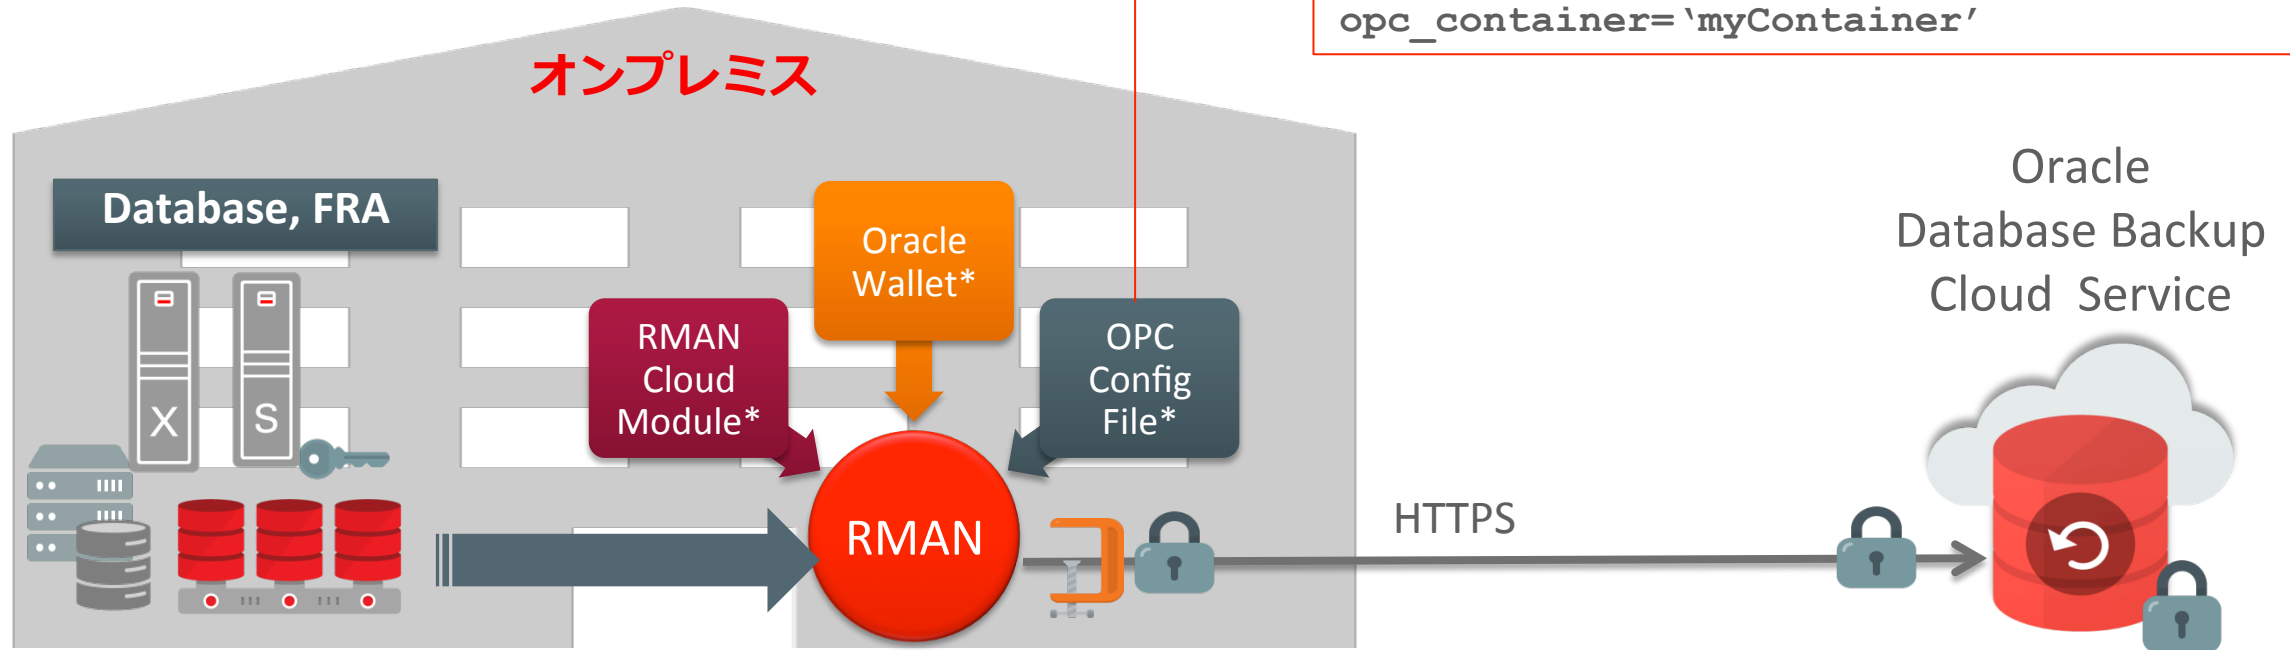 opc_container=‘myContainer’
オンプレミス
Database, FRA
X
S
RMAN
Cloud
Module*
Oracle
Wallet*
OPC
Config
File*
RMAN
HTTPS
Oracle
Database Backup
Cloud Service